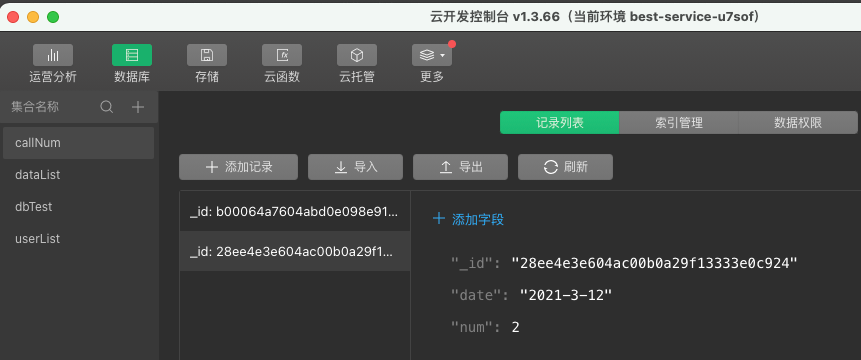 云开发控制台 v1.3.66（当前环境 best-service-u7sof）
运营分析 数据库 存储 云函数 云托管 更多
集合名称
callNum
dataList
dbTest
userList
记录列表 索引管理 数据权限
添加记录 导入 导出 刷新
_id: b00064a7604abd0e098e91...
_id: 28ee4e3e604ac00b0a29f1...
添加字段
"_id": "28ee4e3e604ac00b0a29f13333e0c924"
"date": "2021-3-12"
"num": 2